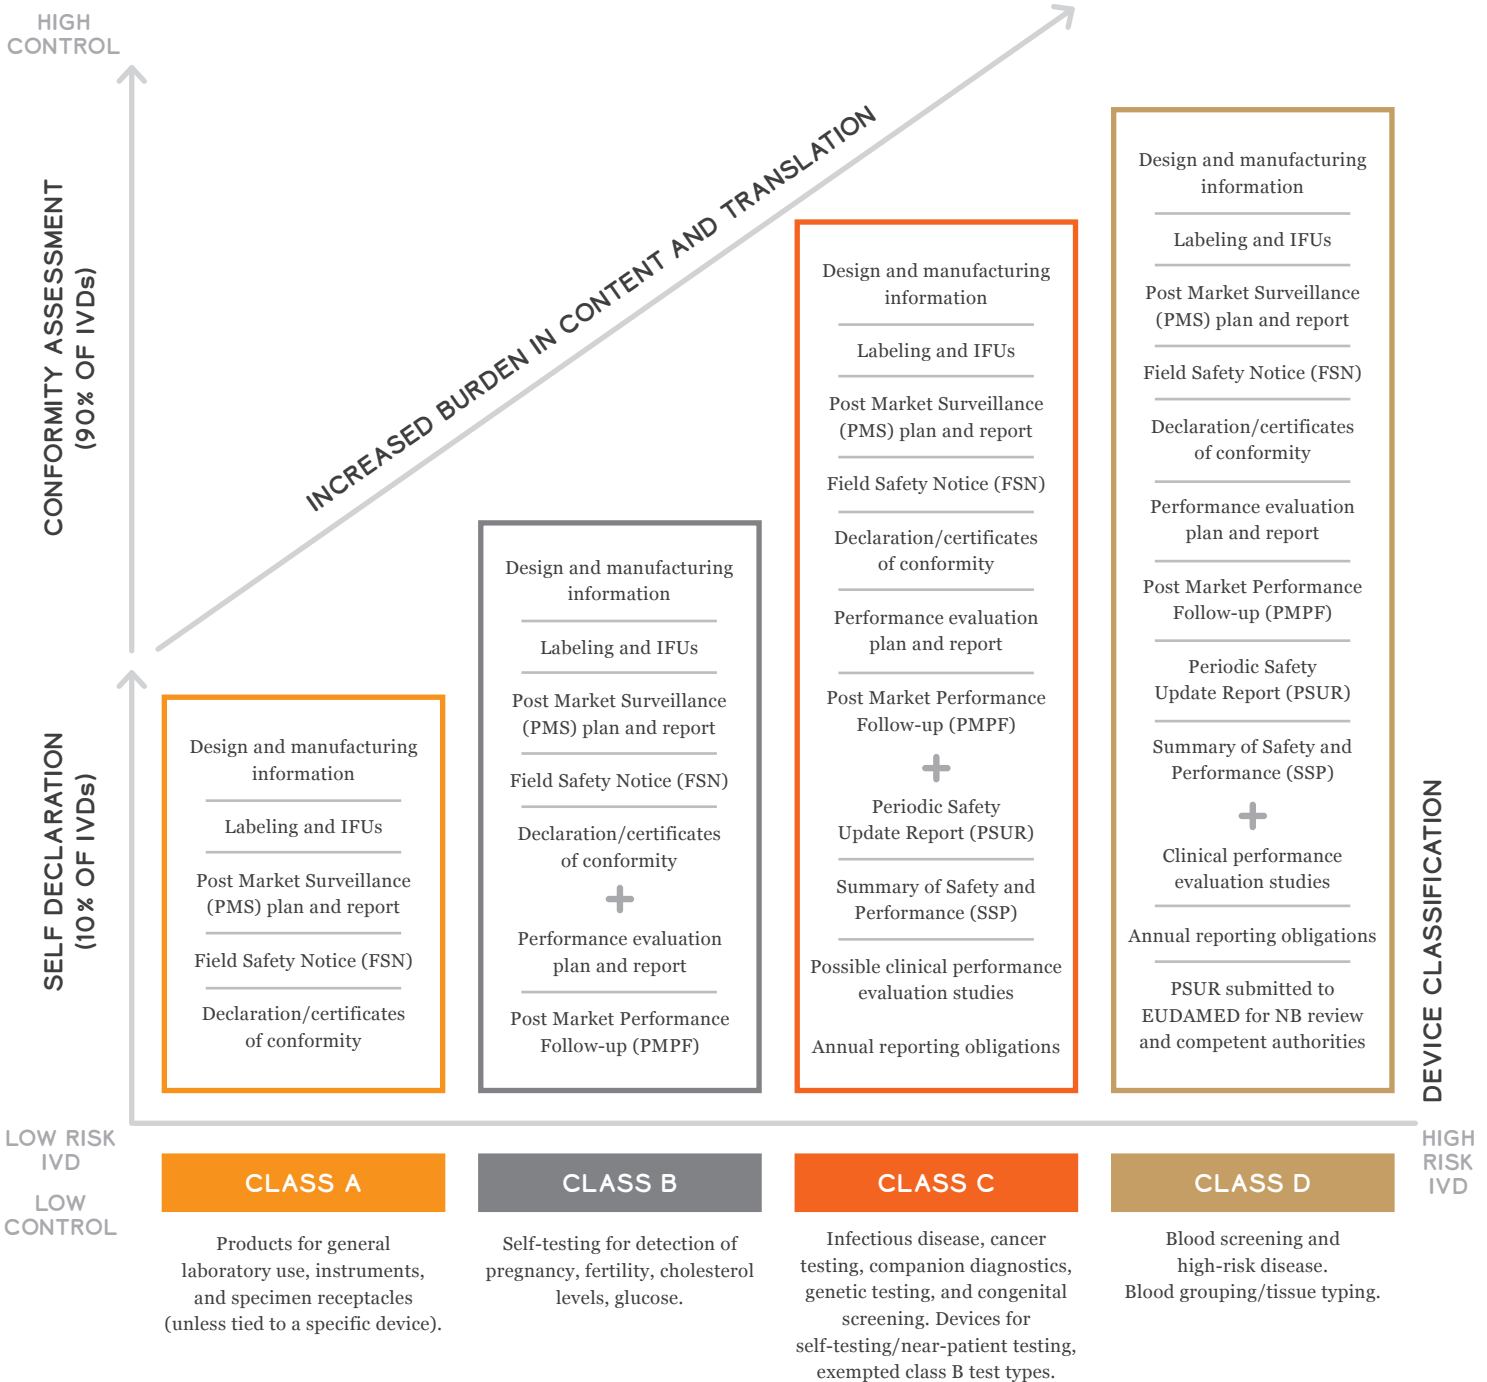 HIGH
CONTROL
CONFORMITY ASSESSMENT
(90% OF IVDs)
SELF DECLARATION
(10% OF IVDs)
INCREASED BURDEN IN CONTENT AND TRANSLATION
Design and manufacturing
information
Labeling and IFUs
Post Market Surveillance
(PMS) plan and report
Field Safety Notice (FSN)
Declaration/certificates
of conformity
Design and manufacturing
information
Labeling and IFUs
Post Market Surveillance
(PMS) plan and report
Field Safety Notice (FSN)
Declaration/certificates
of conformity
+
Performance evaluation
plan and report
Post Market Performance
Follow-up (PMPF)
Design and manufacturing
information
Labeling and IFUs
Post Market Surveillance
(PMS) plan and report
Field Safety Notice (FSN)
Declaration/certificates
of conformity
Performance evaluation
plan and report
Post Market Performance
Follow-up (PMPF)
+
Periodic Safety
Update Report (PSUR)
Summary of Safety and
Performance (SSP)
Possible clinical performance
evaluation studies
Annual reporting obligations
Design and manufacturing
information
Labeling and IFUs
Post Market Surveillance
(PMS) plan and report
Field Safety Notice (FSN)
Declaration/certificates
of conformity
Performance evaluation
plan and report
Post Market Performance
Follow-up (PMPF)
Periodic Safety
Update Report (PSUR)
Summary of Safety and
Performance (SSP)
+
Clinical performance
evaluation studies
Annual reporting obligations
PSUR submitted to
EUDAMED for NB review
and competent authorities
DEVICE CLASSIFICATION
LOW RISK
IVD
LOW
CONTROL
HIGH
RISK
IVD
CLASS A
Products for general
laboratory use, instruments,
and specimen receptacles
(unless tied to a specific device).
CLASS B
Self-testing for detection of
pregnancy, fertility, cholesterol
levels, glucose.
CLASS C
Infectious disease, cancer
testing, companion diagnostics,
genetic testing, and congenital
screening. Devices for
self-testing/near-patient testing,
exempted class B test types.
CLASS D
Blood screening and
high-risk disease.
Blood grouping/tissue typing.